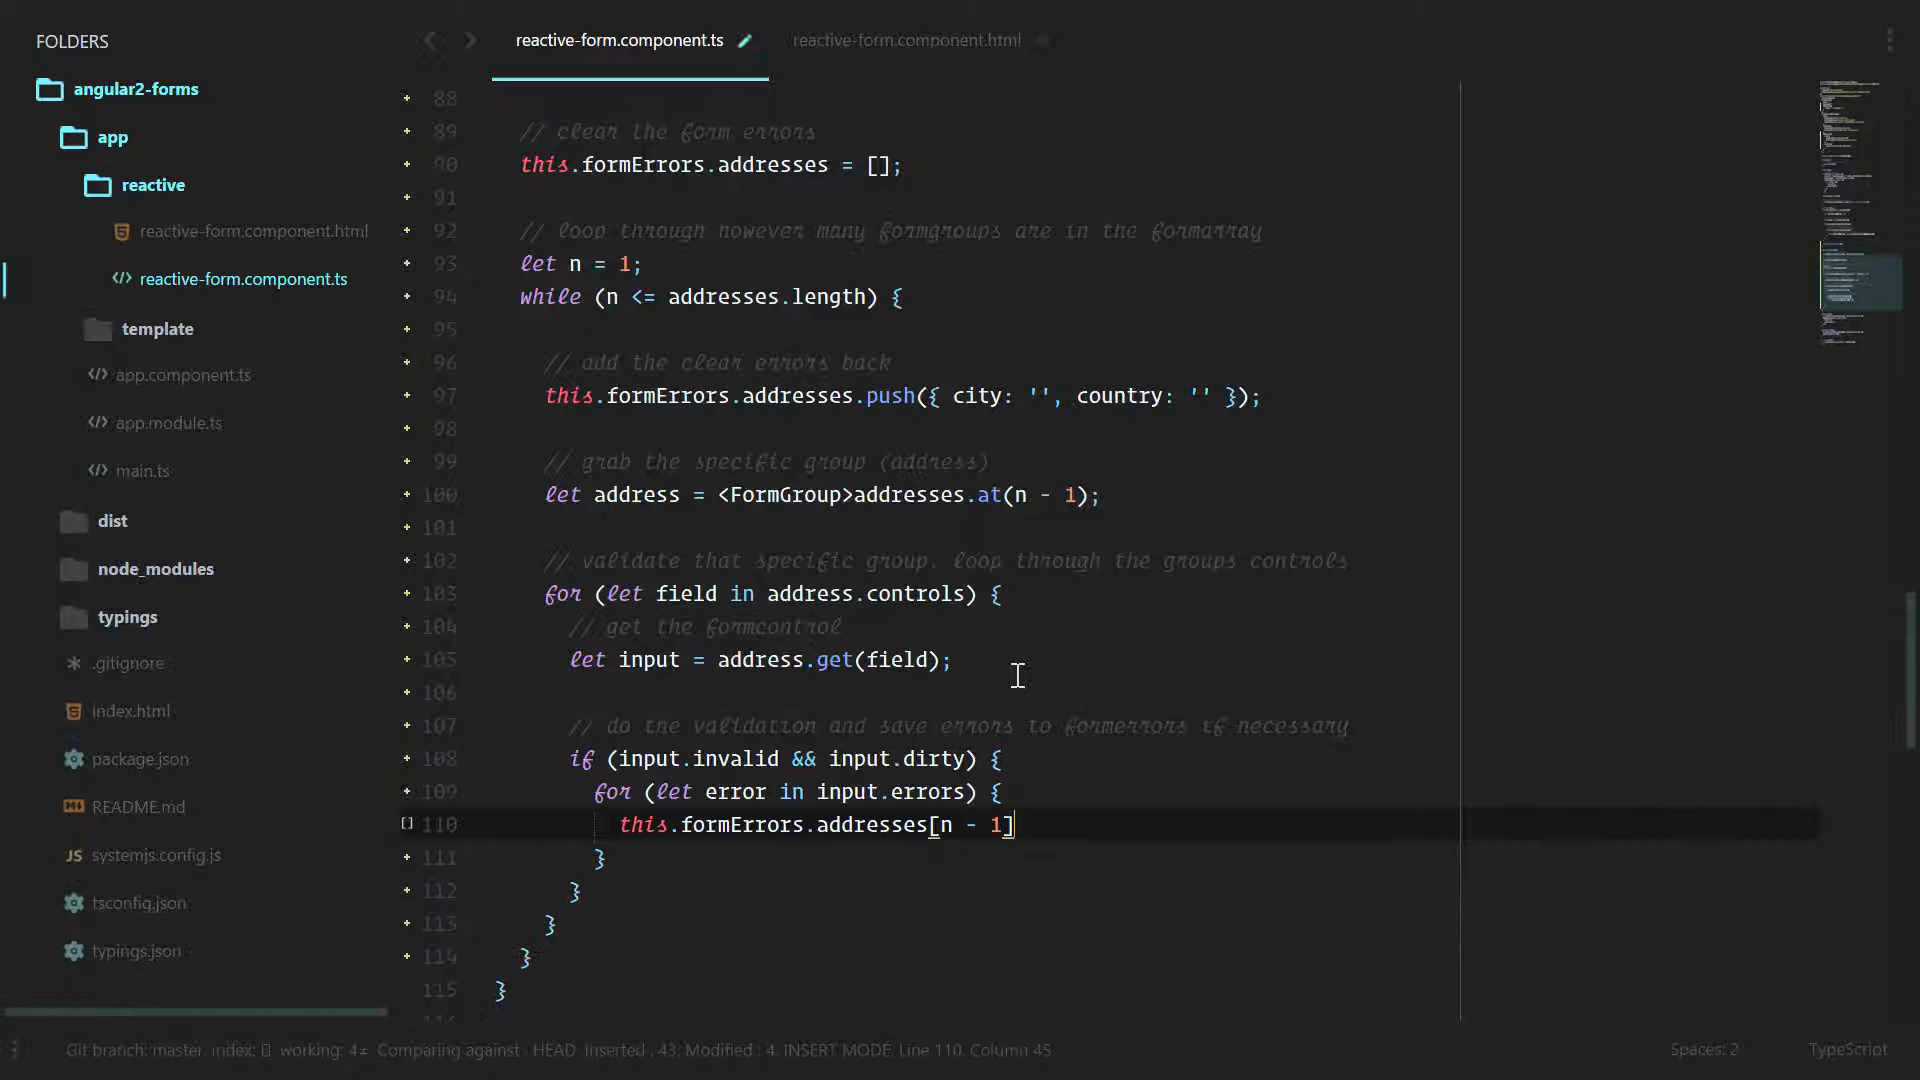 FOLDERS
angular2-forms
app
reactive
reactive-form.component.html
reactive-form.component.ts
template
app.component.ts
app.module.ts
main.ts
dist
node_modules
typings
.gitignore
index.html
package.json
README.md
JS systemjs.config.js
tsconfig.json
typings.json
reactive-form.component.ts
reactive-form.component.html
88
89 // clear the form errors
90 this.formErrors.addresses = [];
91
92 // loop through however many formgroups are in the formarray
93 let n = 1;
94 while (n <= addresses.length) {
95
96 // add the clear errors back
97 this.formErrors.addresses.push({ city: '', country: '' });
98
99 // grab the specific group (address)
100 let address = <FormGroup>addresses.at(n - 1);
101
102 // validate that specific group. loop through the groups controls
103 for (let field in address.controls) {
104 // get the formcontrol
105 let input = address.get(field);
106
107 // do the validation and save errors to formerrors if necessary
108 if (input.invalid && input.dirty) {
109 for (let error in input.errors) {
110 this.formErrors.addresses[n - 1]
111 }
112 }
113 }
114 }
115 }
Git branch: master, index: working: 4≠ Comparing against : HEAD Inserted : 43, Modified : 4, INSERT MODE, Line 110, Column 45
Spaces: 2
TypeScript